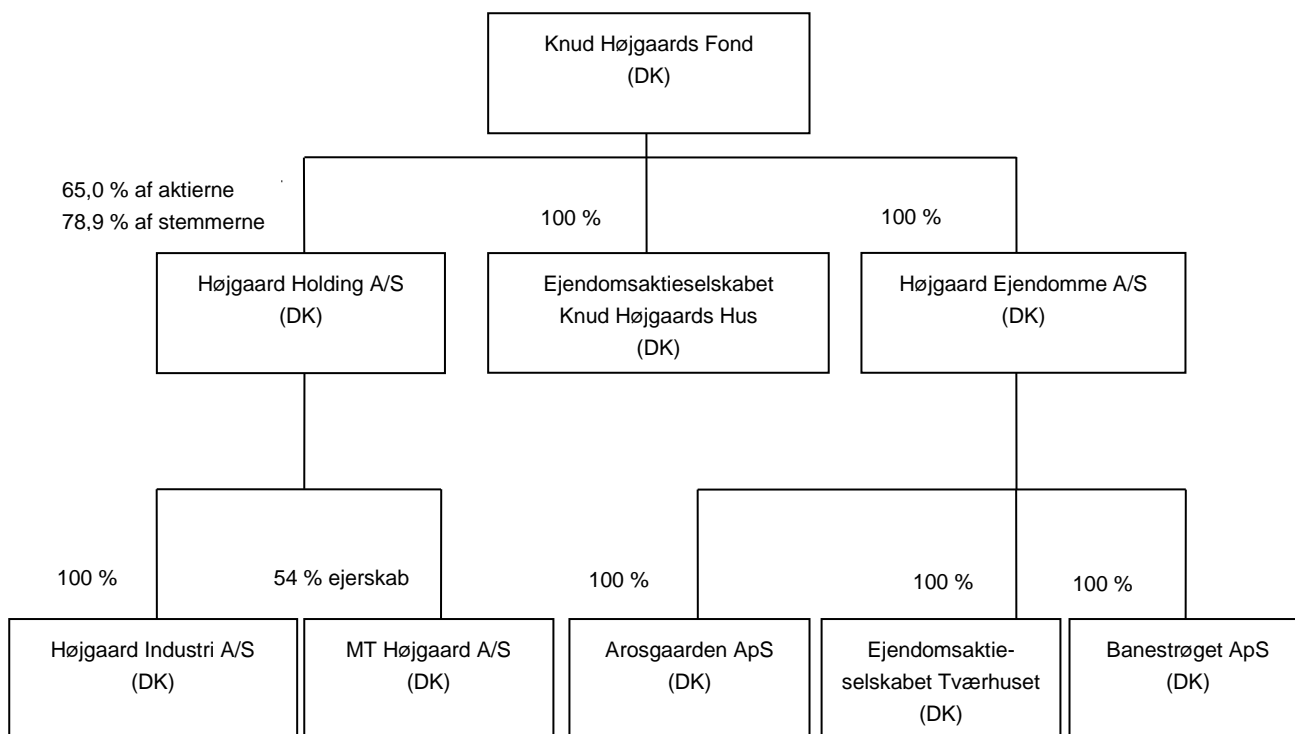 Knud Højgaards Fond
(DK)
65,0 % af aktierne
78,9 % af stemmerne
100 %
100 %
Højgaard Holding A/S
(DK)
Ejendomsaktieselskabet
Knud Højgaards Hus
(DK)
Højgaard Ejendomme A/S
(DK)
100 %
54 % ejerskab
100 %
100 %
100 %
Højgaard Industri A/S
(DK)
MT Højgaard A/S
(DK)
Arosgaarden ApS
(DK)
Ejendomsaktie-
selskabet Tværhuset
(DK)
Banestrøget ApS
(DK)